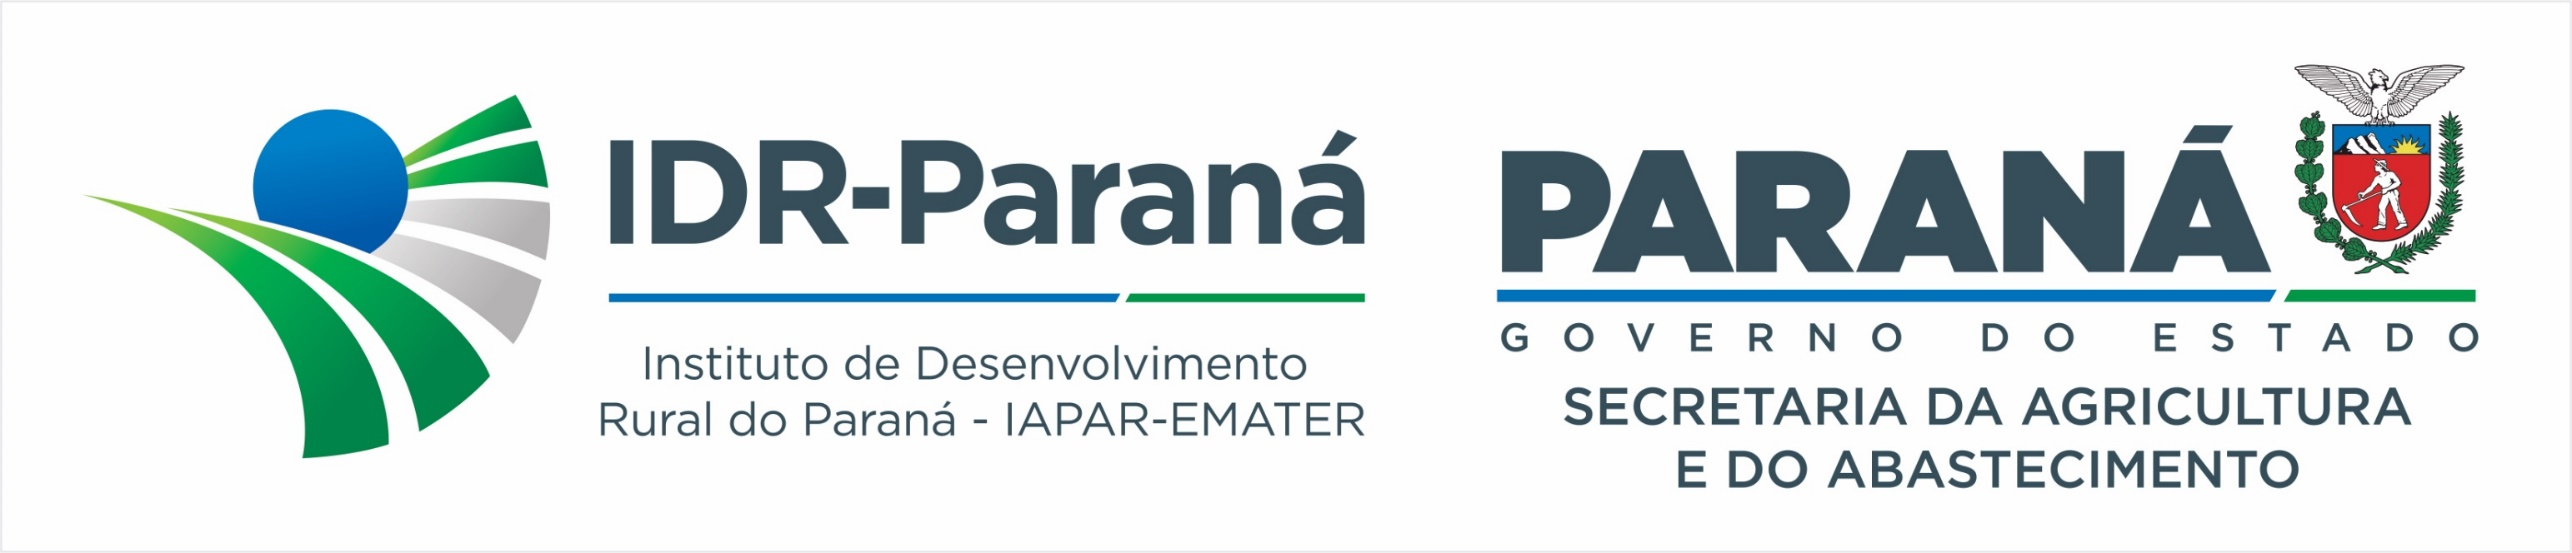 IDR-Paraná
Instituto de Desenvolvimento
Rural do Paraná - IAPAR-EMATER
PARANÁ
GOVERNO DO ESTADO
SECRETARIA DA AGRICULTURA
E DO ABASTECIMENTO